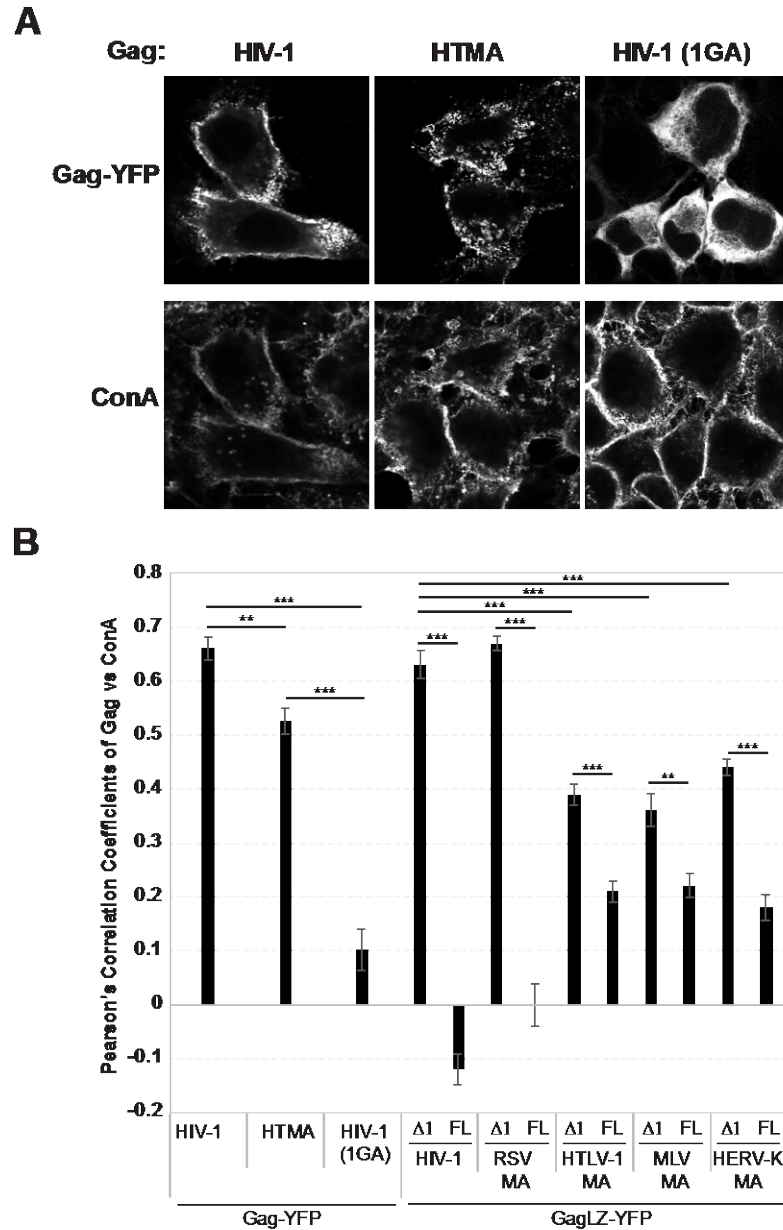 A
Gag: HIV-1 HTMA HIV-1 (1GA)
Gag-YFP
ConA
B
Pearson's Correlation Coefficients of Gag vs ConA
0.8
***
***
0.7
***
***
**
***
***
0.6
***
0.5
***
***
**
0.4
0.3
0.2
0.1
0
-0.1
-0.2
HIV-1 HTMA HIV-1 (1GA) Δ1 FL Δ1 FL Δ1 FL Δ1 FL Δ1 FL
HIV-1 RSV MA HTLV-1 MA MLV MA HERV-K MA
Gag-YFP GagLZ-YFP